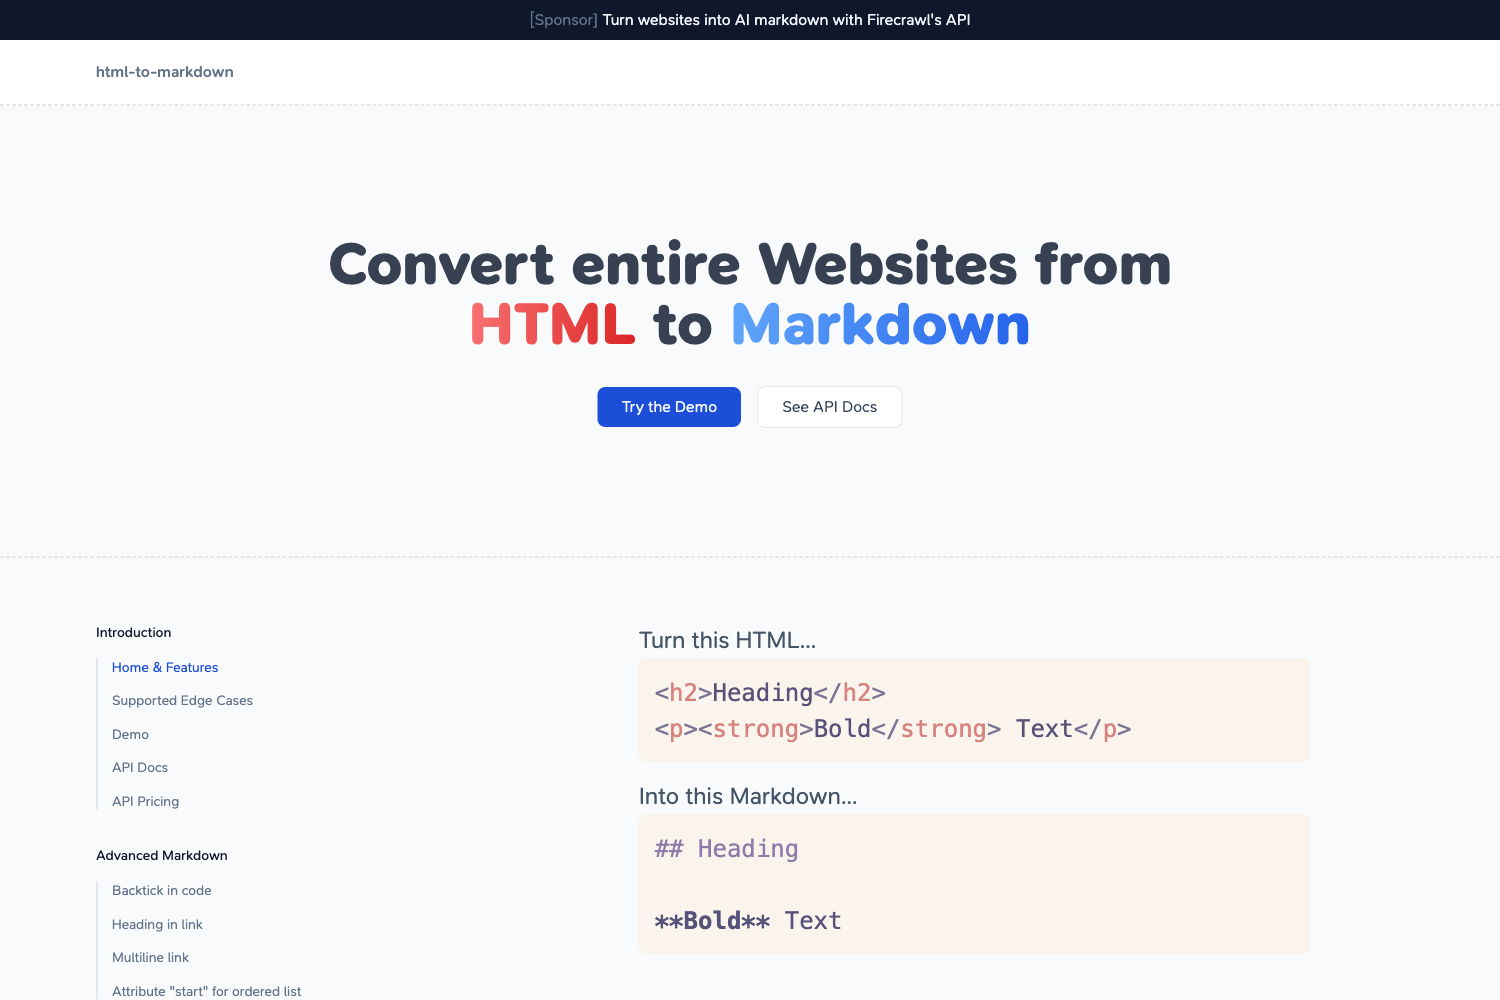 [Sponsor] Turn websites into AI markdown with Firecrawl's API
html-to-markdown
Convert entire Websites from
HTML to Markdown
Try the Demo
See API Docs
Introduction
Home & Features
Supported Edge Cases
Demo
API Docs
API Pricing
Advanced Markdown
Backtick in code
Heading in link
Multiline link
Attribute "start" for ordered list
Turn this HTML...
<h2>Heading</h2>
<p><strong>Bold</strong> Text</p>
Into this Markdown...
## Heading
**Bold** Text